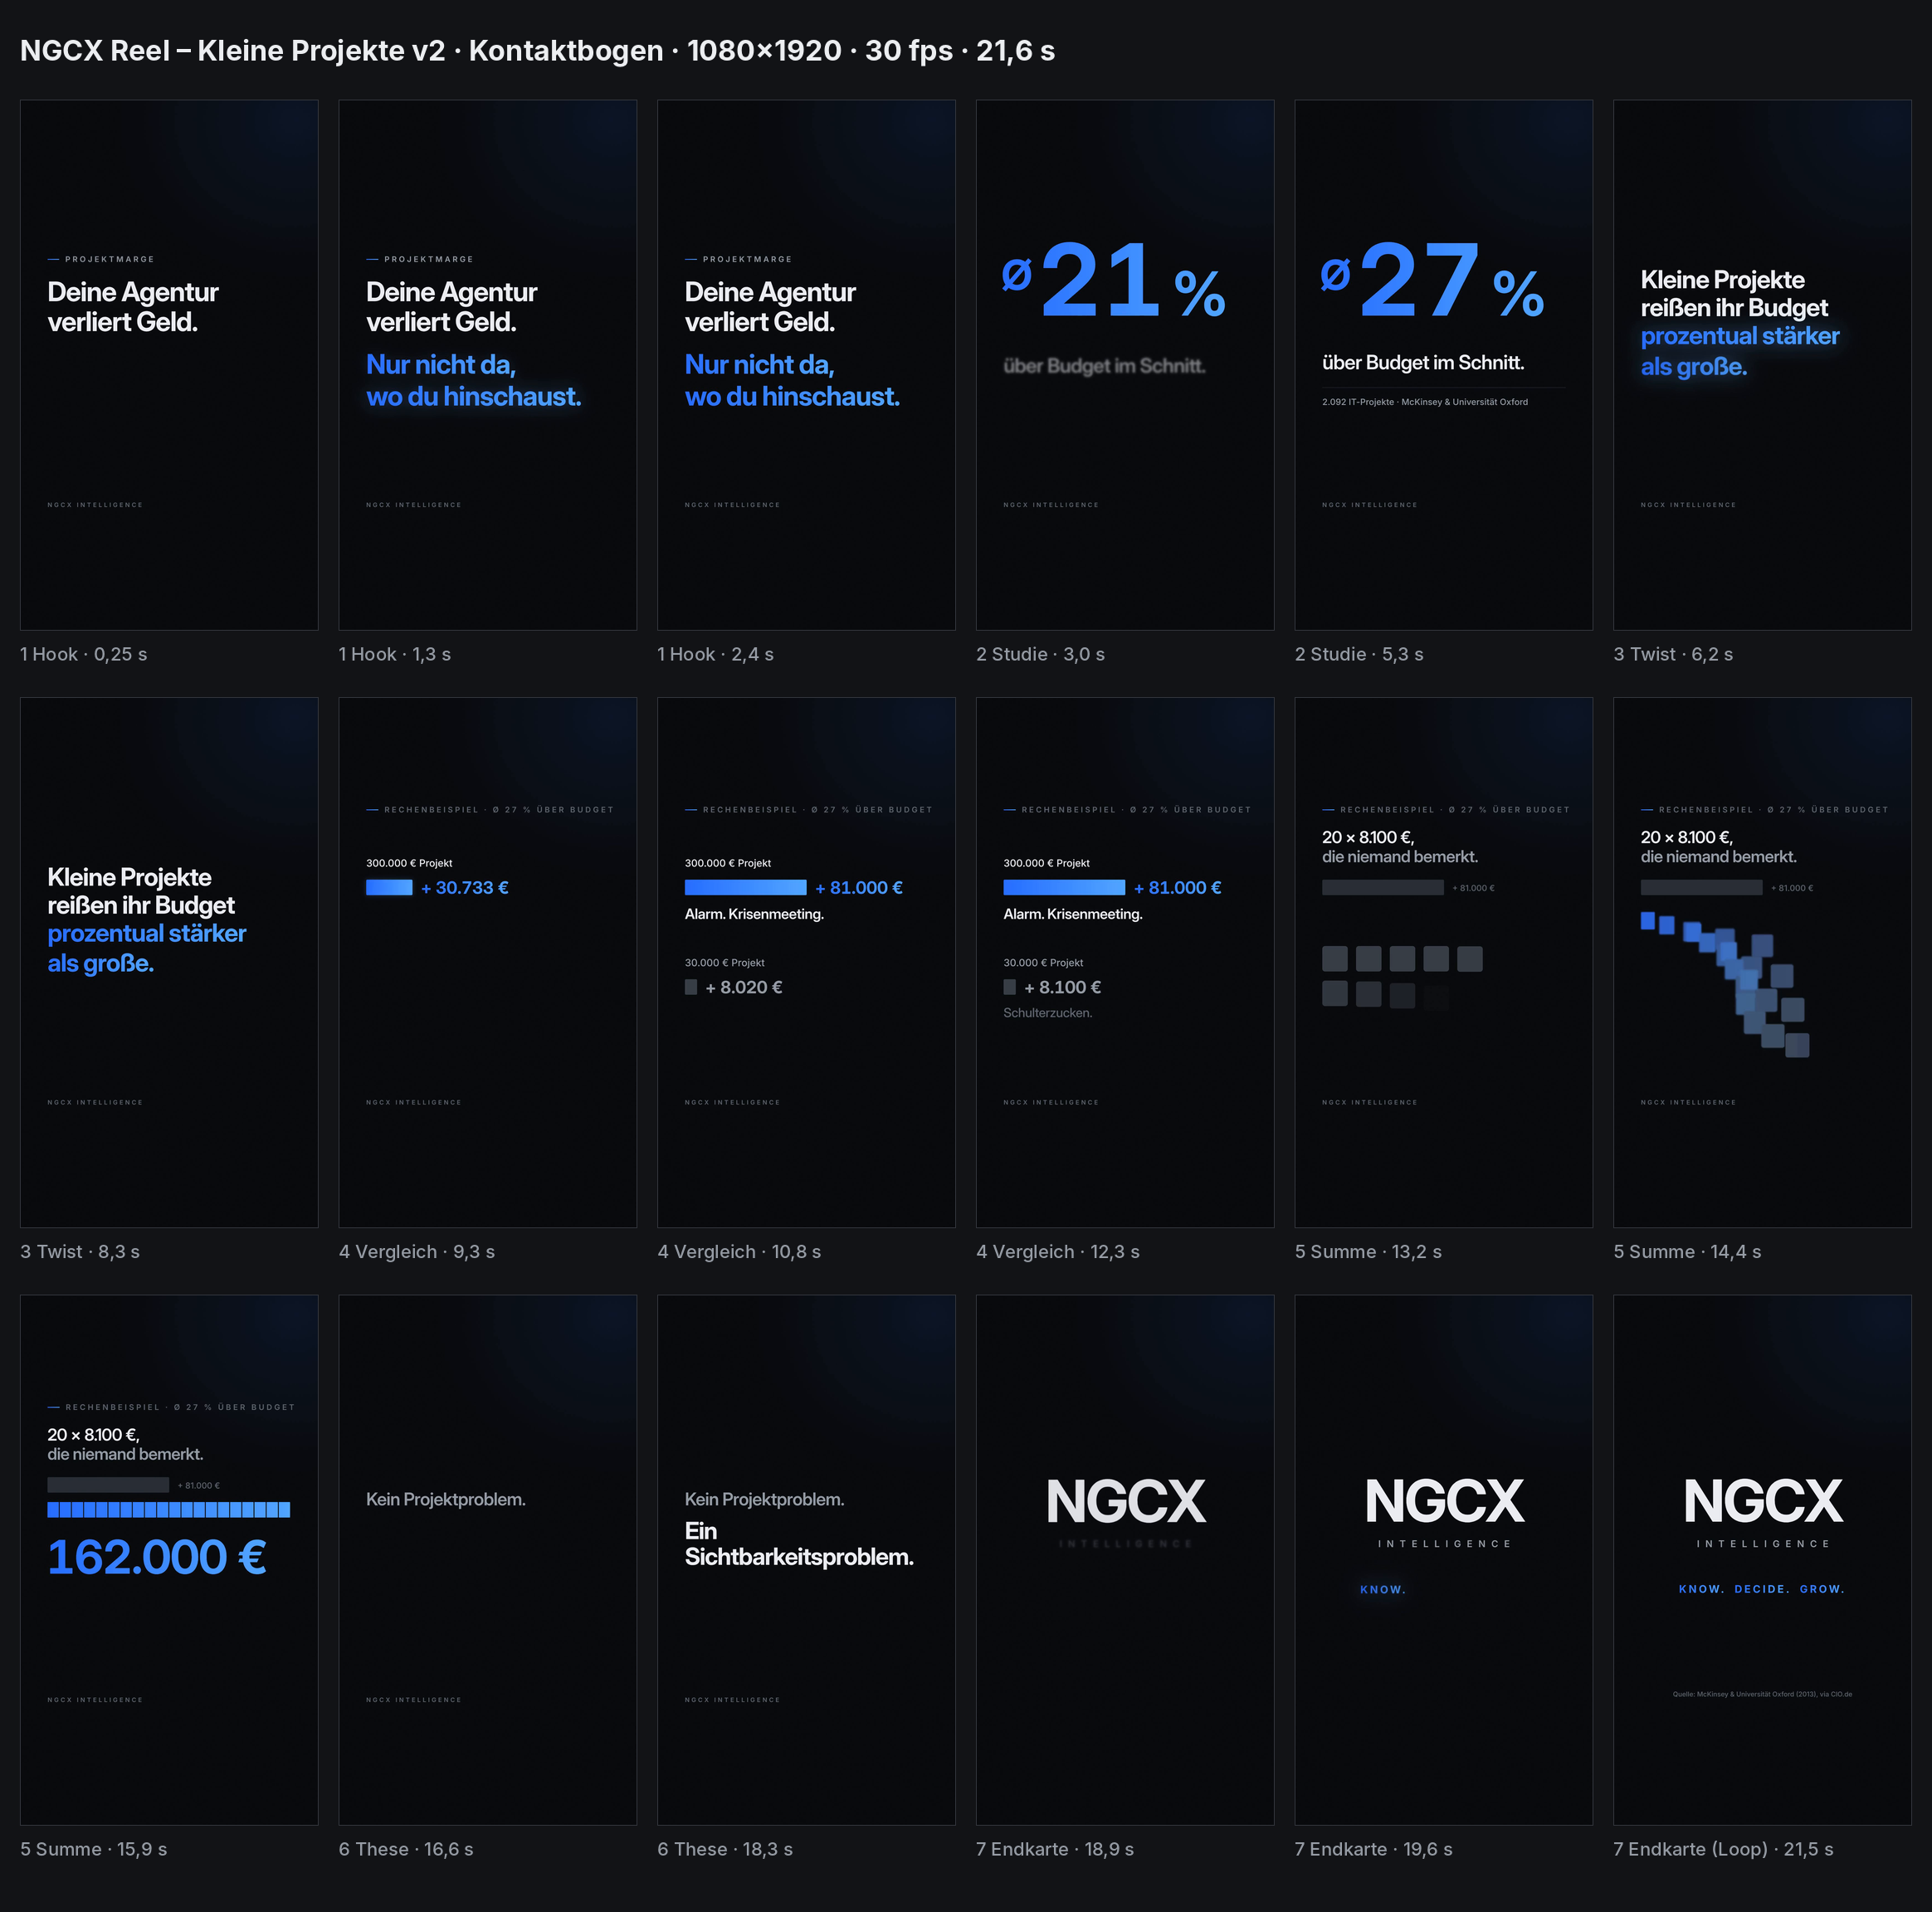 NGCX Reel – Kleine Projekte v2 · Kontaktbogen · 1080×1920 · 30 fps · 21,6 s
PROJEKTMARGE
Deine Agentur
verliert Geld.
NGCX INTELLIGENCE
1 Hook · 0,25 s
PROJEKTMARGE
Deine Agentur
verliert Geld.
Nur nicht da,
wo du hinschaust.
NGCX INTELLIGENCE
1 Hook · 1,3 s
PROJEKTMARGE
Deine Agentur
verliert Geld.
Nur nicht da,
wo du hinschaust.
NGCX INTELLIGENCE
1 Hook · 2,4 s
Ø 21 %
über Budget im Schnitt.
NGCX INTELLIGENCE
2 Studie · 3,0 s
Ø 27 %
über Budget im Schnitt.
2.092 IT-Projekte · McKinsey & Universität Oxford
NGCX INTELLIGENCE
2 Studie · 5,3 s
Kleine Projekte
reißen ihr Budget
prozentual stärker
als große.
NGCX INTELLIGENCE
3 Twist · 6,2 s
Kleine Projekte
reißen ihr Budget
prozentual stärker
als große.
NGCX INTELLIGENCE
3 Twist · 8,3 s
RECHENBEISPIEL · Ø 27 % ÜBER BUDGET
300.000 € Projekt
+ 30.733 €
NGCX INTELLIGENCE
4 Vergleich · 9,3 s
RECHENBEISPIEL · Ø 27 % ÜBER BUDGET
300.000 € Projekt
+ 81.000 €
Alarm. Krisenmeeting.
30.000 € Projekt
+ 8.020 €
NGCX INTELLIGENCE
4 Vergleich · 10,8 s
RECHENBEISPIEL · Ø 27 % ÜBER BUDGET
300.000 € Projekt
+ 81.000 €
Alarm. Krisenmeeting.
30.000 € Projekt
+ 8.100 €
Schulterzucken.
NGCX INTELLIGENCE
4 Vergleich · 12,3 s
RECHENBEISPIEL · Ø 27 % ÜBER BUDGET
20 × 8.100 €,
die niemand bemerkt.
+ 81.000 €
NGCX INTELLIGENCE
5 Summe · 13,2 s
RECHENBEISPIEL · Ø 27 % ÜBER BUDGET
20 × 8.100 €,
die niemand bemerkt.
+ 81.000 €
NGCX INTELLIGENCE
5 Summe · 14,4 s
RECHENBEISPIEL · Ø 27 % ÜBER BUDGET
20 × 8.100 €,
die niemand bemerkt.
+ 81.000 €
162.000 €
NGCX INTELLIGENCE
5 Summe · 15,9 s
Kein Projektproblem.
NGCX INTELLIGENCE
6 These · 16,6 s
Kein Projektproblem.
Ein
Sichtbarkeitsproblem.
NGCX INTELLIGENCE
6 These · 18,3 s
NGCX
INTELLIGENCE
7 Endkarte · 18,9 s
NGCX
INTELLIGENCE
KNOW.
7 Endkarte · 19,6 s
NGCX
INTELLIGENCE
KNOW. DECIDE. GROW.
Quelle: McKinsey & Universität Oxford (2013), via CIO.de
7 Endkarte (Loop) · 21,5 s